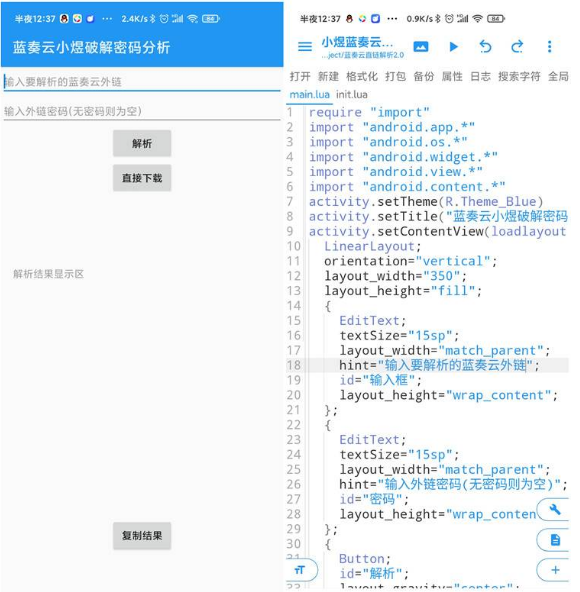 半夜12:37 ··· 2.4K/s 84
蓝奏云小煜破解密码分析
输入要解析的蓝奏云外链
输入外链密码(无密码则为空)
解析
直接下载
解析结果显示区
复制结果
半夜12:37 ··· 0.9K/s 84
小煜蓝奏云...
...ject/蓝奏云直链解析2.0
打开 新建 格式化 打包 备份 属性 日志 搜索字符 全局
main.lua init.lua
1 require "import"
2 import "android.app.*"
3 import "android.os.*"
4 import "android.widget.*"
5 import "android.view.*"
6 import "android.content.*"
7 activity.setTheme(R.Theme_Blue)
8 activity.setTitle("蓝奏云小煜破解密码
9 activity.setContentView(loadlayout
10 LinearLayout;
11 orientation="vertical";
12 layout_width="350";
13 layout_height="fill";
14 {
15 EditText;
16 textSize="15sp";
17 layout_width="match_parent";
18 hint="输入要解析的蓝奏云外链";
19 id="输入框";
20 layout_height="wrap_content";
21 };
22 {
23 EditText;
24 textSize="15sp";
25 layout_width="match_parent";
26 hint="输入外链密码(无密码则为空)";
27 id="密码";
28 layout_height="wrap_conten
29 };
30 {
31 Button;
id="解析";
33 layout_gravity="center";